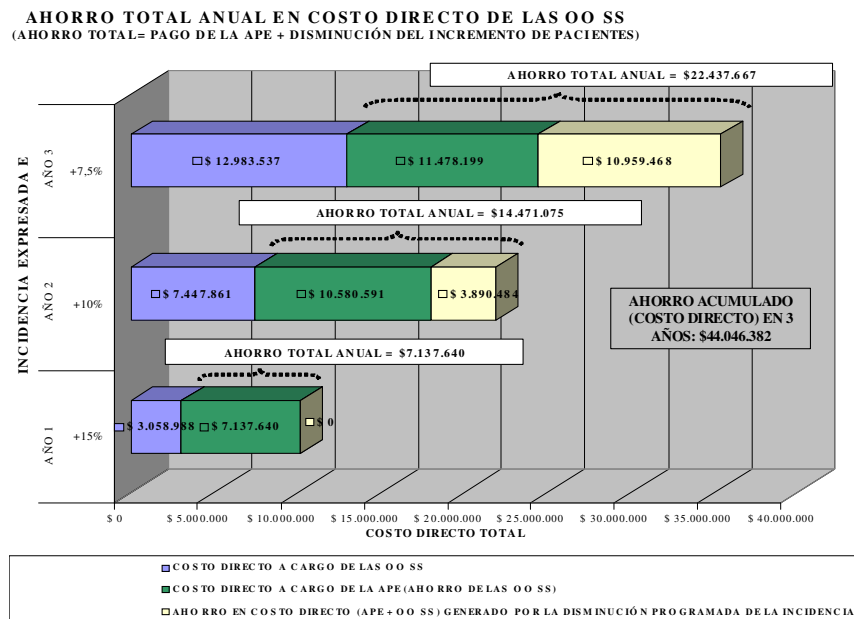 AHORRO TOTAL ANUAL EN COSTO DIRECTO DE LAS OO SS
(AHORRO TOTAL= PAGO DE LA APE + DISMINUCIÓN DEL INCREMENTO DE PACIENTES)
AHORRO TOTAL ANUAL = $22.437.667
INCIDENCIA EXPRESADA E
AÑO 3
+7,5%
$ 12.983.537
$ 11.478.199
$ 10.959.468
AHORRO TOTAL ANUAL = $14.471.075
AÑO 2
+10%
$ 7.447.861
$ 10.580.591
$ 3.890.484
AHORRO ACUMULADO
(COSTO DIRECTO) EN 3
AÑOS: $44.046.382
AHORRO TOTAL ANUAL = $7.137.640
AÑO 1
+15%
$ 3.058.988
$ 7.137.640
$ 0
$ 0 $ 5.000.000 $ 10.000.000 $ 15.000.000 $ 20.000.000 $ 25.000.000 $ 30.000.000 $ 35.000.000 $ 40.000.000
COSTO DIRECTO TOTAL
COSTO DIRECTO A CARGO DE LAS OO SS
COSTO DIRECTO A CARGO DE LA APE (AHORRO DE LAS OO SS)
AHORRO EN COSTO DIRECTO (APE + OO SS) GENERADO POR LA DISMINUCIÓN PROGRAMADA DE LA INCIDENCIA